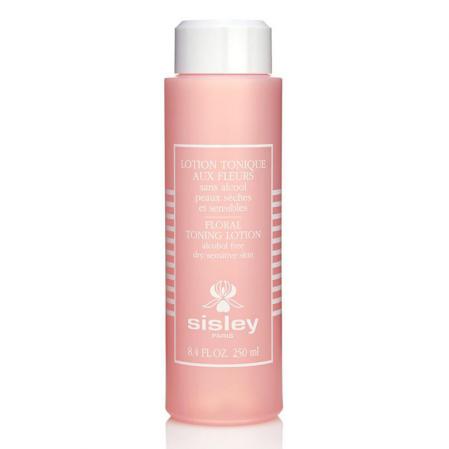 LOTION TONIQUE
AUX FLEURS
sans alcool
peaux sèches
et sensibles
FLORAL
TONING LOTION
alcohol free
dry sensitive skin
sisley
PARIS
8.4 FL.OZ. 250 ml